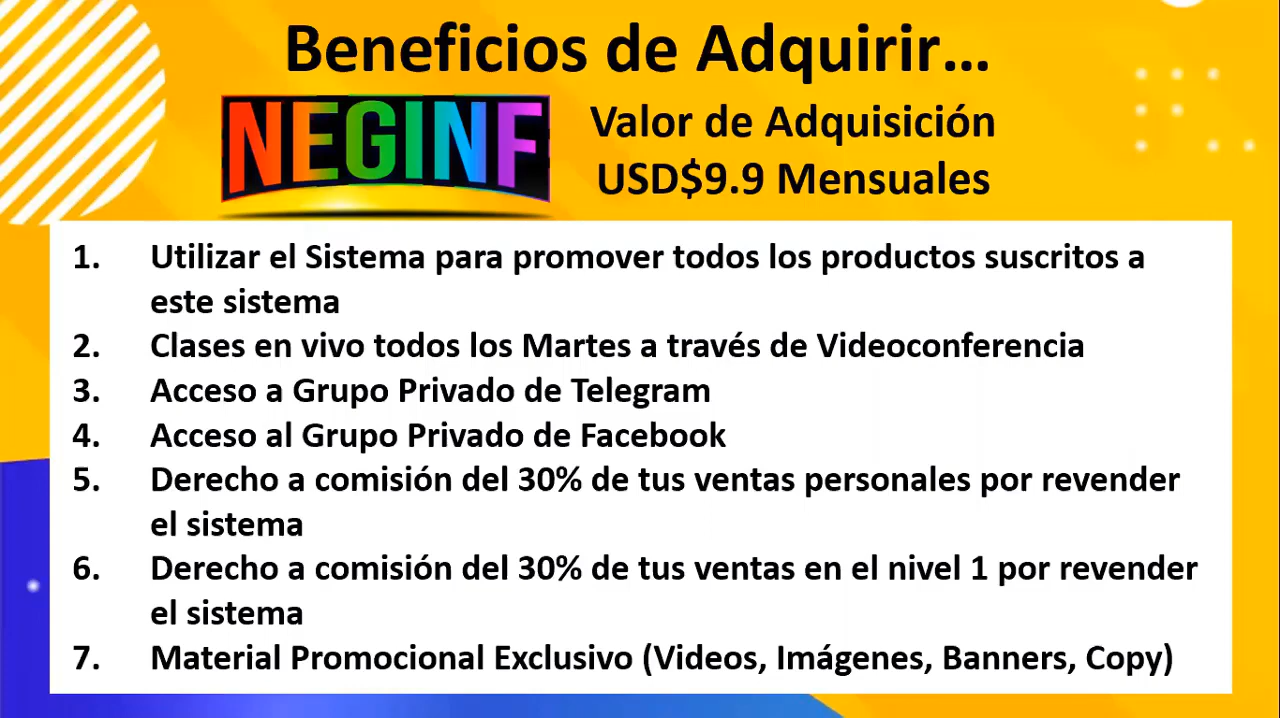 Beneficios de Adquirir...
NEGINF
Valor de Adquisición
USD$9.9 Mensuales
1. Utilizar el Sistema para promover todos los productos suscritos a
este sistema
2. Clases en vivo todos los Martes a través de Videoconferencia
3. Acceso a Grupo Privado de Telegram
4. Acceso al Grupo Privado de Facebook
5. Derecho a comisión del 30% de tus ventas personales por revender
el sistema
6. Derecho a comisión del 30% de tus ventas en el nivel 1 por revender
el sistema
7. Material Promocional Exclusivo (Videos, Imágenes, Banners, Copy)